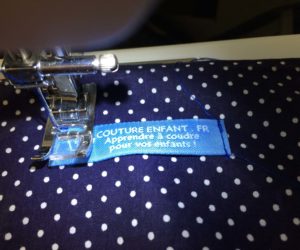 COUTURE ENFANT . FR
Apprendre à coudre
pour vos enfants !